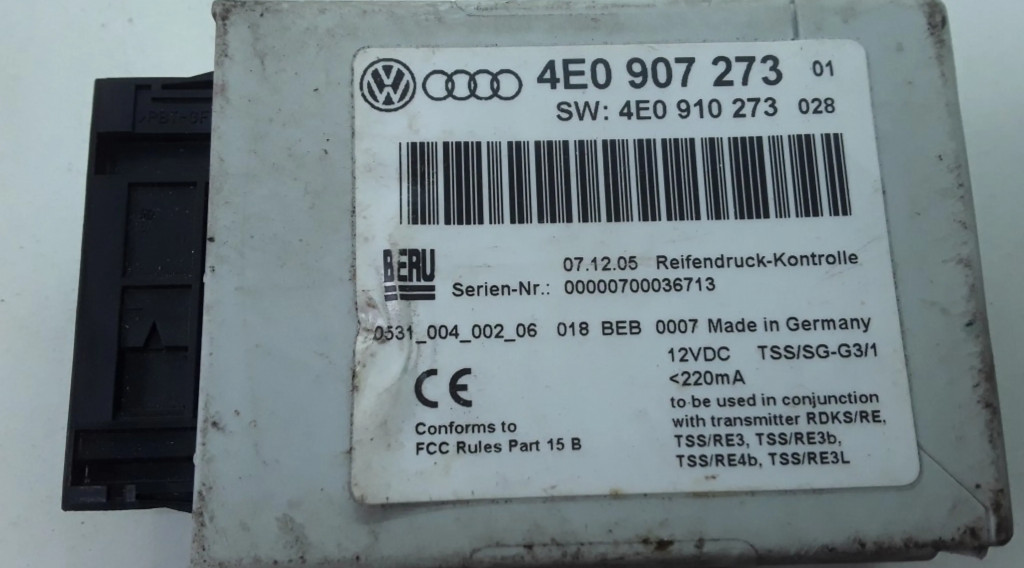 4E0 907 273 01
SW: 4E0 910 273 028
BERU
07.12.05 Reifendruck-Kontrolle
Serien-Nr.: 00000700036713
0531_004_002_06 018 BEB 0007 Made in Germany
12VDC TSS/SG-G3/1
<220mA
CE
Conforms to
FCC Rules Part 15 B
to be used in conjunction
with transmitter RDKS/RE,
TSS/RE3, TSS/RE3b,
TSS/RE4b, TSS/RE3L